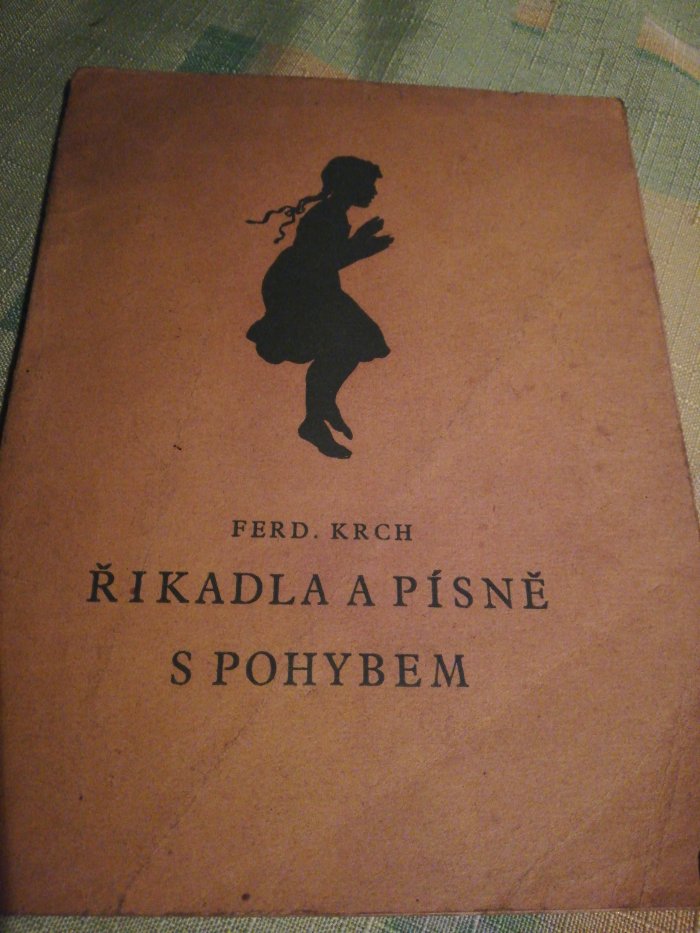 FERD. KRCH
ŘIKADLA A PÍSNĚ
S POHYBEM